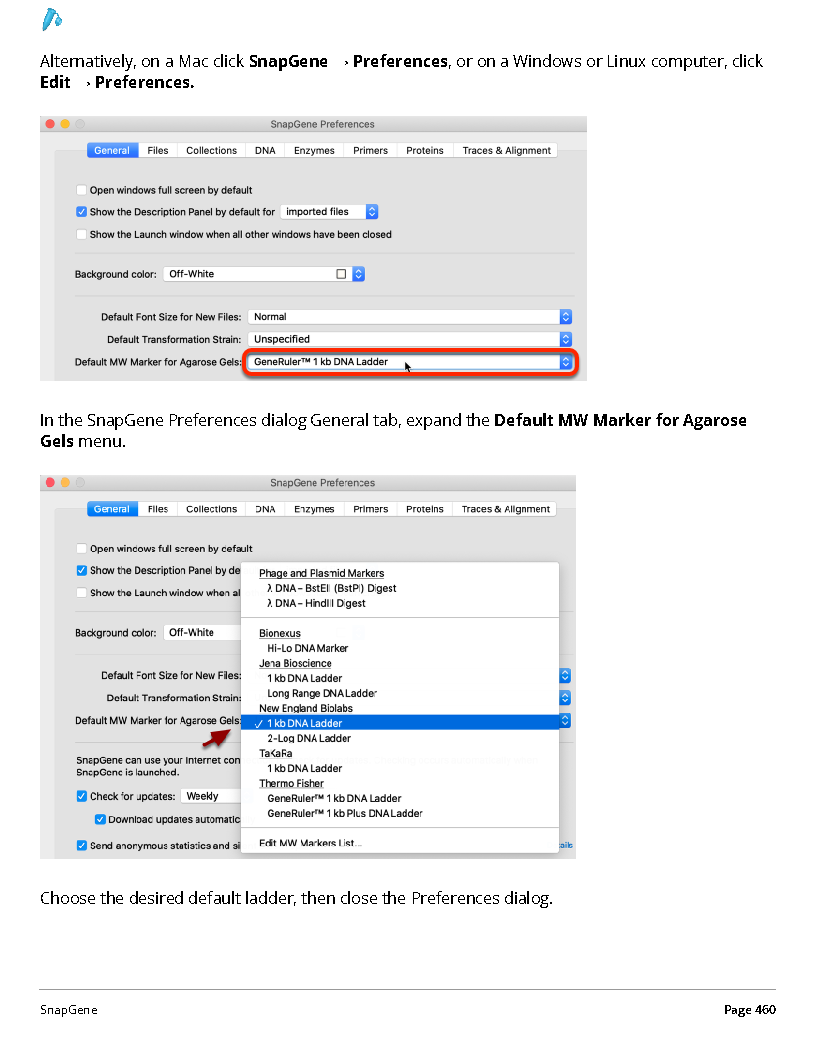 Alternatively, on a Mac click SnapGene → Preferences, or on a Windows or Linux computer, click
Edit → Preferences.
SnapGene Preferences
General Files Collections DNA Enzymes Primers Proteins Traces & Alignment
Open windows full screen by default
Show the Description Panel by default for imported files
Show the Launch window when all other windows have been closed
Background color: Off-White
Default Font Size for New Files: Normal
Default Transformation Strain: Unspecified
Default MW Marker for Agarose Gels: GeneRuler™ 1 kb DNA Ladder
In the SnapGene Preferences dialog General tab, expand the Default MW Marker for Agarose
Gels menu.
SnapGene Preferences
General Files Collections DNA Enzymes Primers Proteins Traces & Alignment
Open windows full screen by default
Show the Description Panel by de
Show the Launch window when al
Background color: Off-White
Default Font Size for New Files:
Default Transformation Strain:
Default MW Marker for Agarose Gels:
SnapGene can use your Internet con
SnapGene is launched.
Check for updates: Weekly
Download updates automatic
Send anonymous statistics and si
ails
Phage and Plasmid Markers
λ DNA – BstEII (BstPI) Digest
λ DNA – HindIII Digest
Bionexus
Hi-Lo DNA Marker
Jena Bioscience
1 kb DNA Ladder
Long Range DNA Ladder
New England Biolabs
✓ 1 kb DNA Ladder
2-Log DNA Ladder
TaKaRa
1 kb DNA Ladder
Thermo Fisher
GeneRuler™ 1 kb DNA Ladder
GeneRuler™ 1 kb Plus DNA Ladder
Edit MW Markers List...
Choose the desired default ladder, then close the Preferences dialog.
SnapGene Page 460